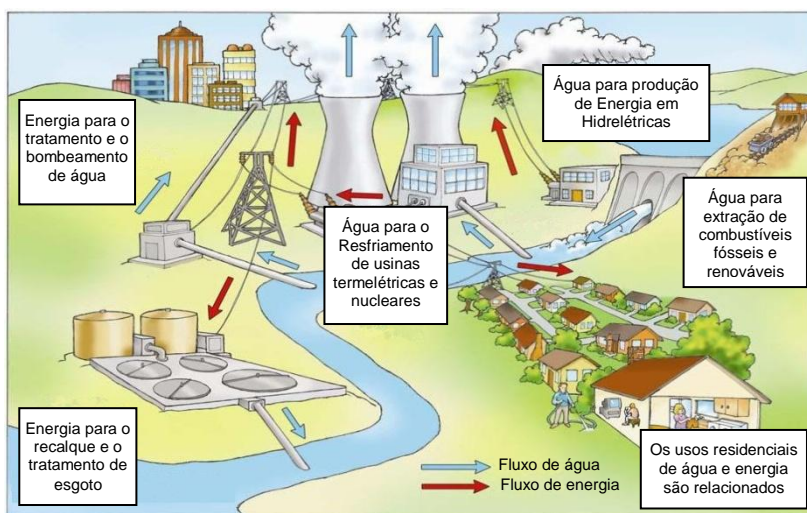 Água para produção
de Energia em
Hidrelétricas
Energia para o
tratamento e o
bombeamento
de água
Água para
extração de
combustíveis
fósseis e
renováveis
Água para o
Resfriamento
de usinas
termelétricas e
nucleares
Energia para o
recalque e o
tratamento de
esgoto
Os usos residenciais
de água e energia
são relacionados
Fluxo de água
Fluxo de energia